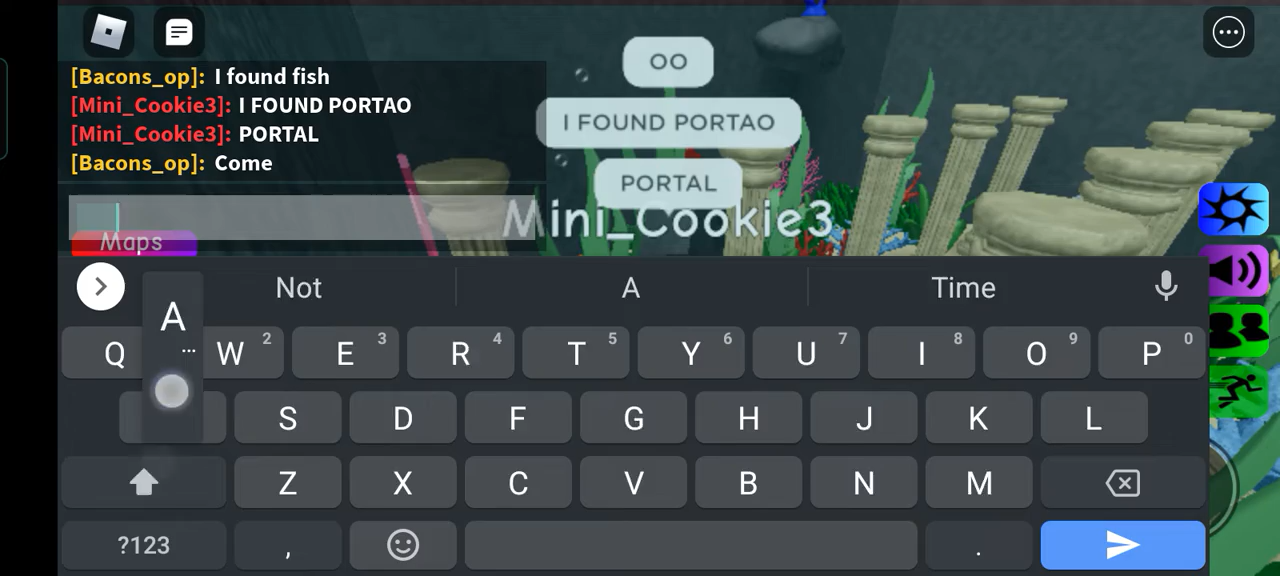 [Bacons_op]: I found fish
[Mini_Cookie3]: I FOUND PORTAO
[Mini_Cookie3]: PORTAL
[Bacons_op]: Come
OO
I FOUND PORTAO
PORTAL
Mini_Cookie3
Maps
Not A Time
A
...
Q W 2 E 3 R 4 T 5 Y 6 U 7 I 8 O 9 P 0
S D F G H J K L
Z X C V B N M
?123 , .